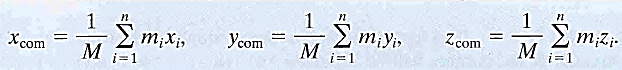 x_com = 1/M Σ_{i=1}^{n} m_i x_i, y_com = 1/M Σ_{i=1}^{n} m_i y_i, z_com = 1/M Σ_{i=1}^{n} m_i z_i.